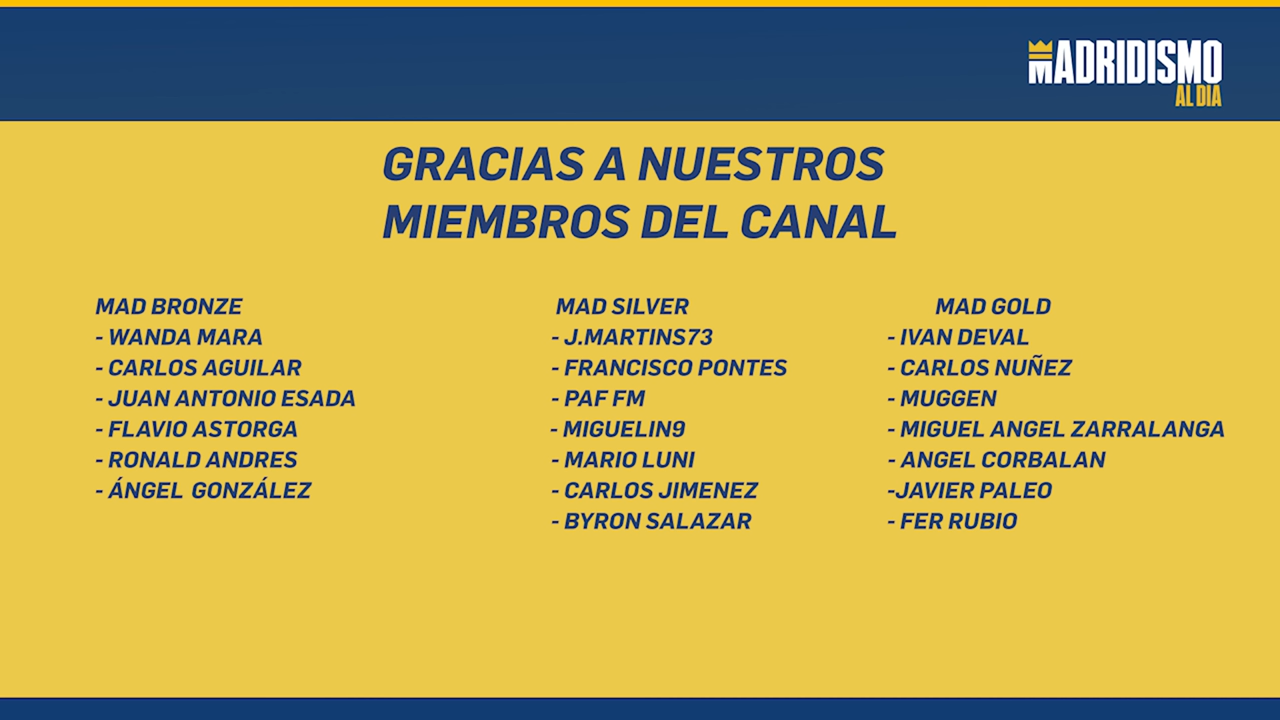 MADRIDISMO
AL DIA
GRACIAS A NUESTROS
MIEMBROS DEL CANAL
MAD BRONZE
- WANDA MARA
- CARLOS AGUILAR
- JUAN ANTONIO ESADA
- FLAVIO ASTORGA
- RONALD ANDRES
- ÁNGEL GONZÁLEZ
MAD SILVER
- J.MARTINS73
- FRANCISCO PONTES
- PAF FM
- MIGUELIN9
- MARIO LUNI
- CARLOS JIMENEZ
- BYRON SALAZAR
MAD GOLD
- IVAN DEVAL
- CARLOS NUÑEZ
- MUGGEN
- MIGUEL ANGEL ZARRALANGA
- ANGEL CORBALAN
-JAVIER PALEO
- FER RUBIO